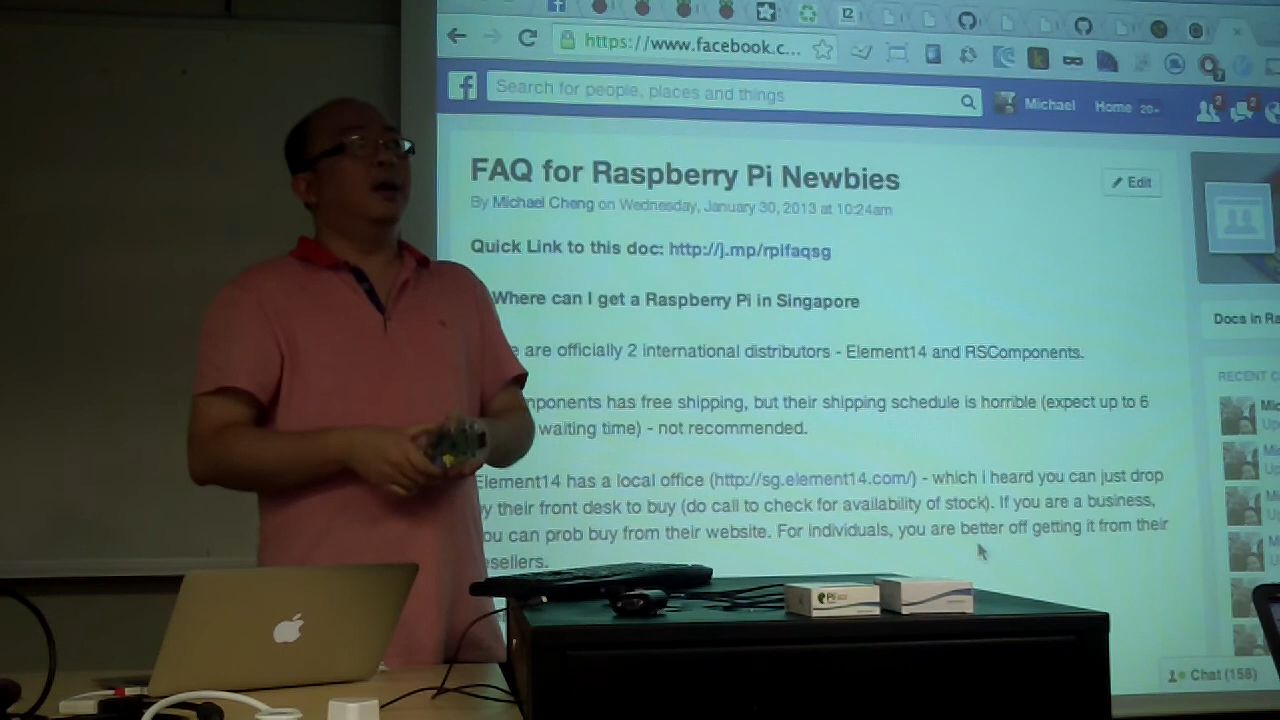 https://www.facebook.c...
Search for people, places and things
Michael
Home 20+
2
2
FAQ for Raspberry Pi Newbies
Edit
By Michael Cheng on Wednesday, January 30, 2013 at 10:24am
Quick Link to this doc: http://j.mp/rpifaqsg
Where can I get a Raspberry Pi in Singapore
e are officially 2 international distributors - Element14 and RSComponents.
Docs in Ra
RECENT
mponents has free shipping, but their shipping schedule is horrible (expect up to 6
waiting time) - not recommended.
Element14 has a local office (http://sg.element14.com/) - which I heard you can just drop
y their front desk to buy (do call to check for availability of stock). If you are a business,
ou can prob buy from their website. For individuals, you are better off getting it from their
esellers.
Pi
Chat (158)